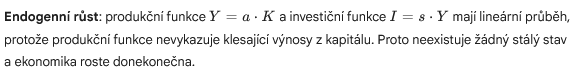 Endogenní růst: produkční funkce Y = a · K a investiční funkce I = s · Y mají lineární průběh,
protože produkční funkce nevykazuje klesající výnosy z kapitálu. Proto neexistuje žádný stálý stav
a ekonomika roste donekonečna.